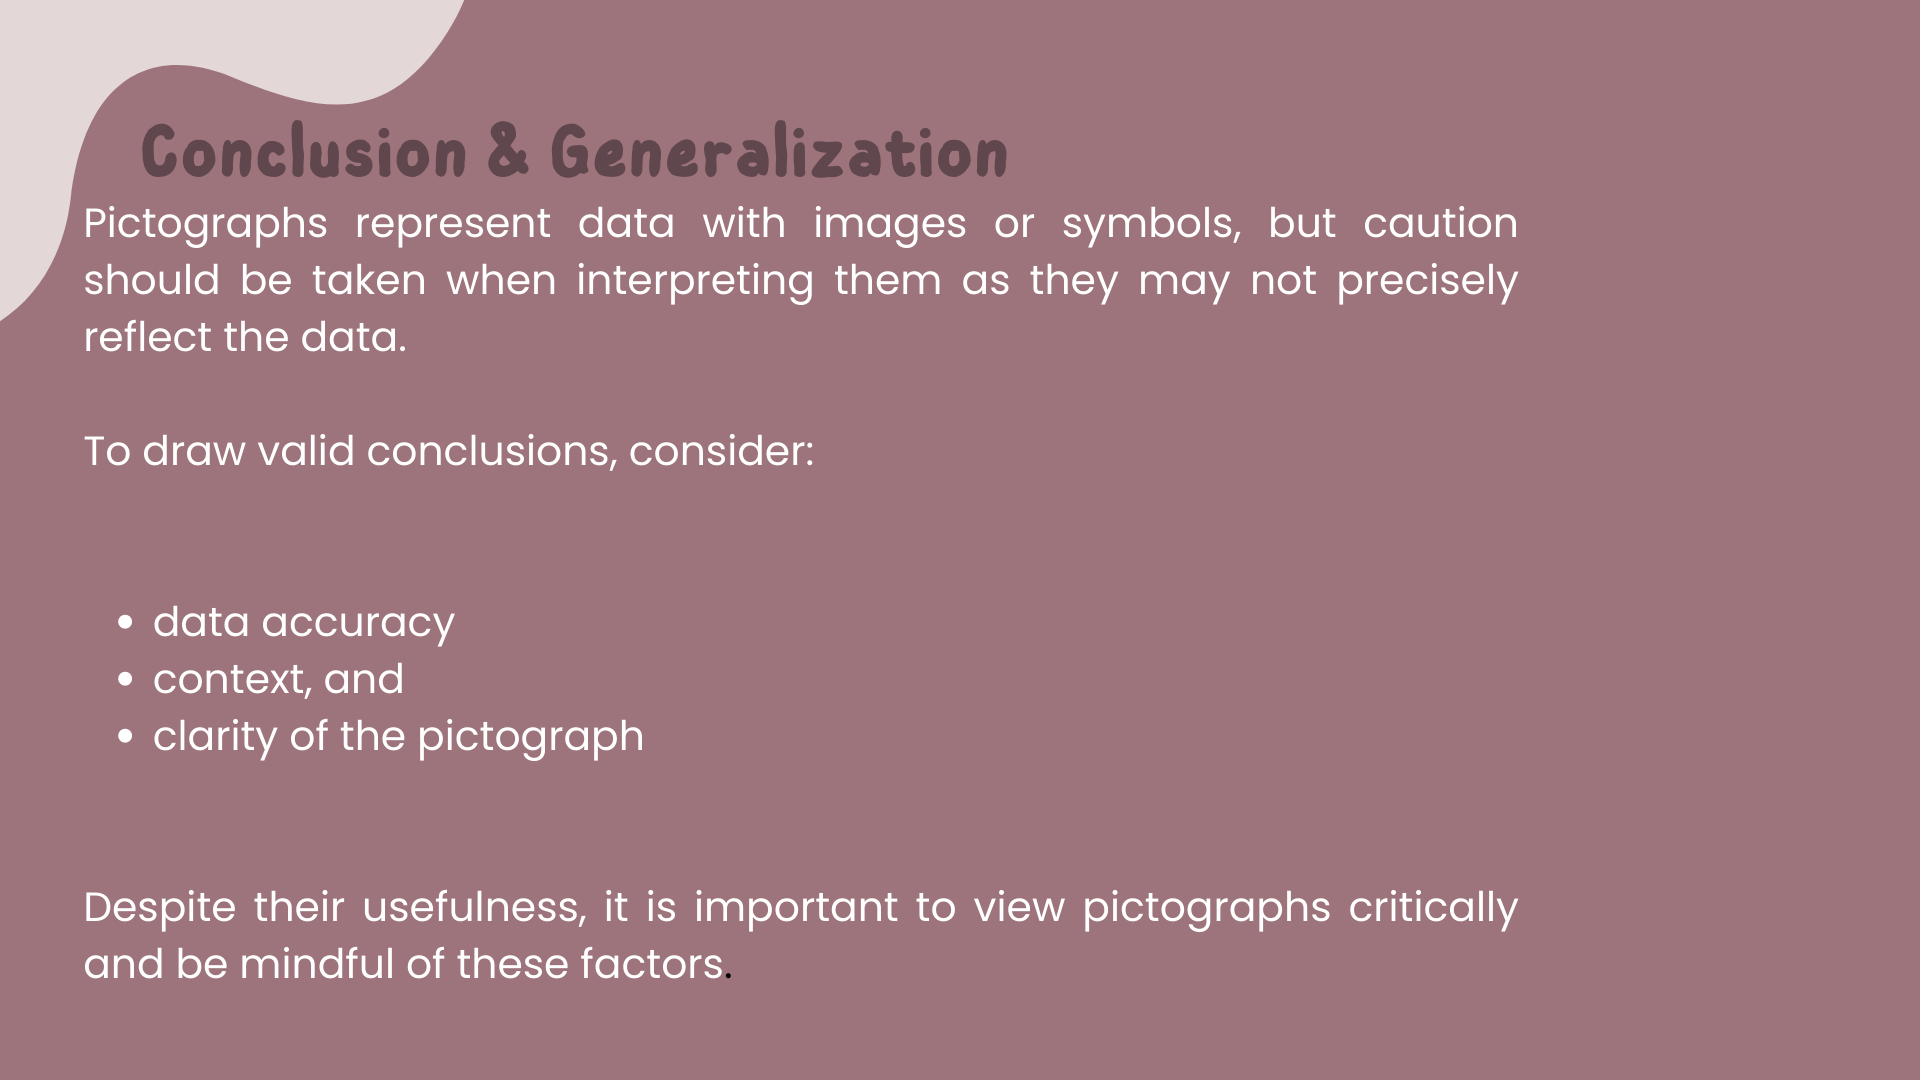 Conclusion & Generalization
Pictographs represent data with images or symbols, but caution
should be taken when interpreting them as they may not precisely
reflect the data.
To draw valid conclusions, consider:
• data accuracy
• context, and
• clarity of the pictograph
Despite their usefulness, it is important to view pictographs critically
and be mindful of these factors.